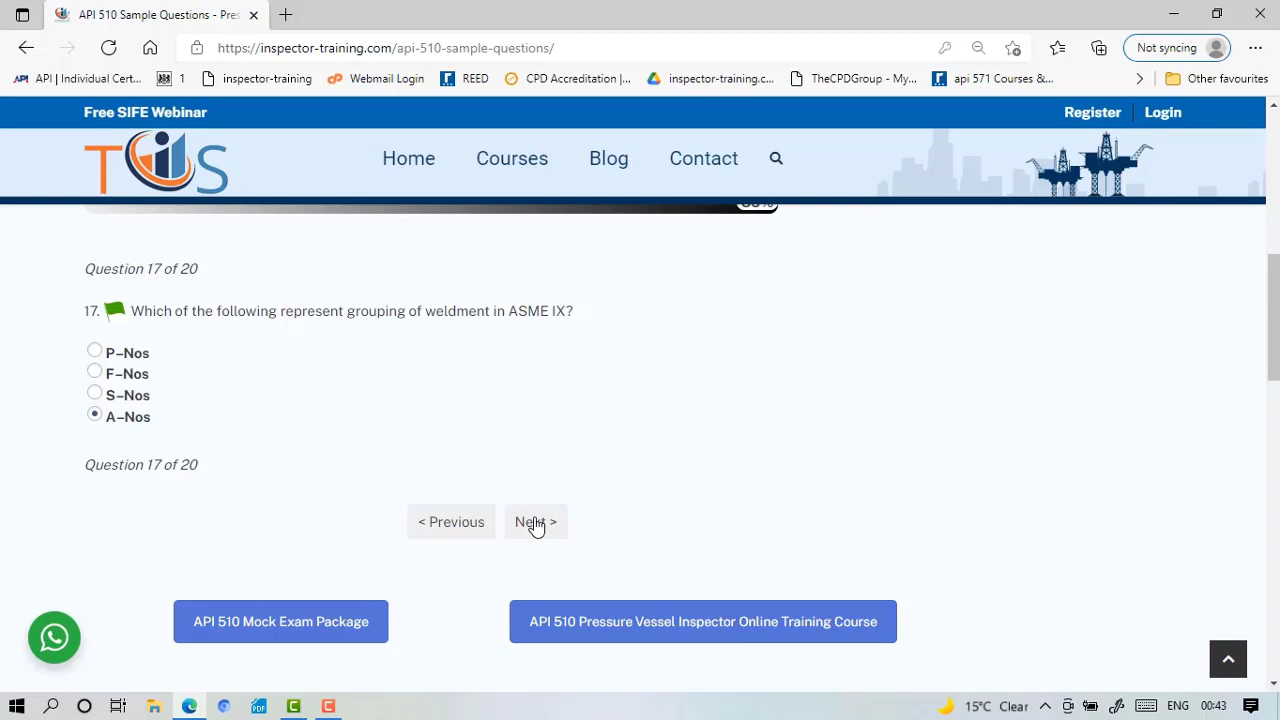 API 510 Sample Questions - Pres
https://inspector-training.com/api-510-sample-questions/
Not syncing
API | Individual Cert...
1
inspector-training
Webmail Login
REED
CPD Accreditation |...
inspector-training.c...
TheCPDGroup - My...
api 571 Courses &...
Other favourites
Free SIFE Webinar
Register
Login
TiS
Home
Courses
Blog
Contact
Question 17 of 20
17. Which of the following represent grouping of weldment in ASME IX?
P–Nos
F–Nos
S–Nos
A–Nos
Question 17 of 20
< Previous
Next >
API 510 Mock Exam Package
API 510 Pressure Vessel Inspector Online Training Course
15°C Clear
ENG
00:43